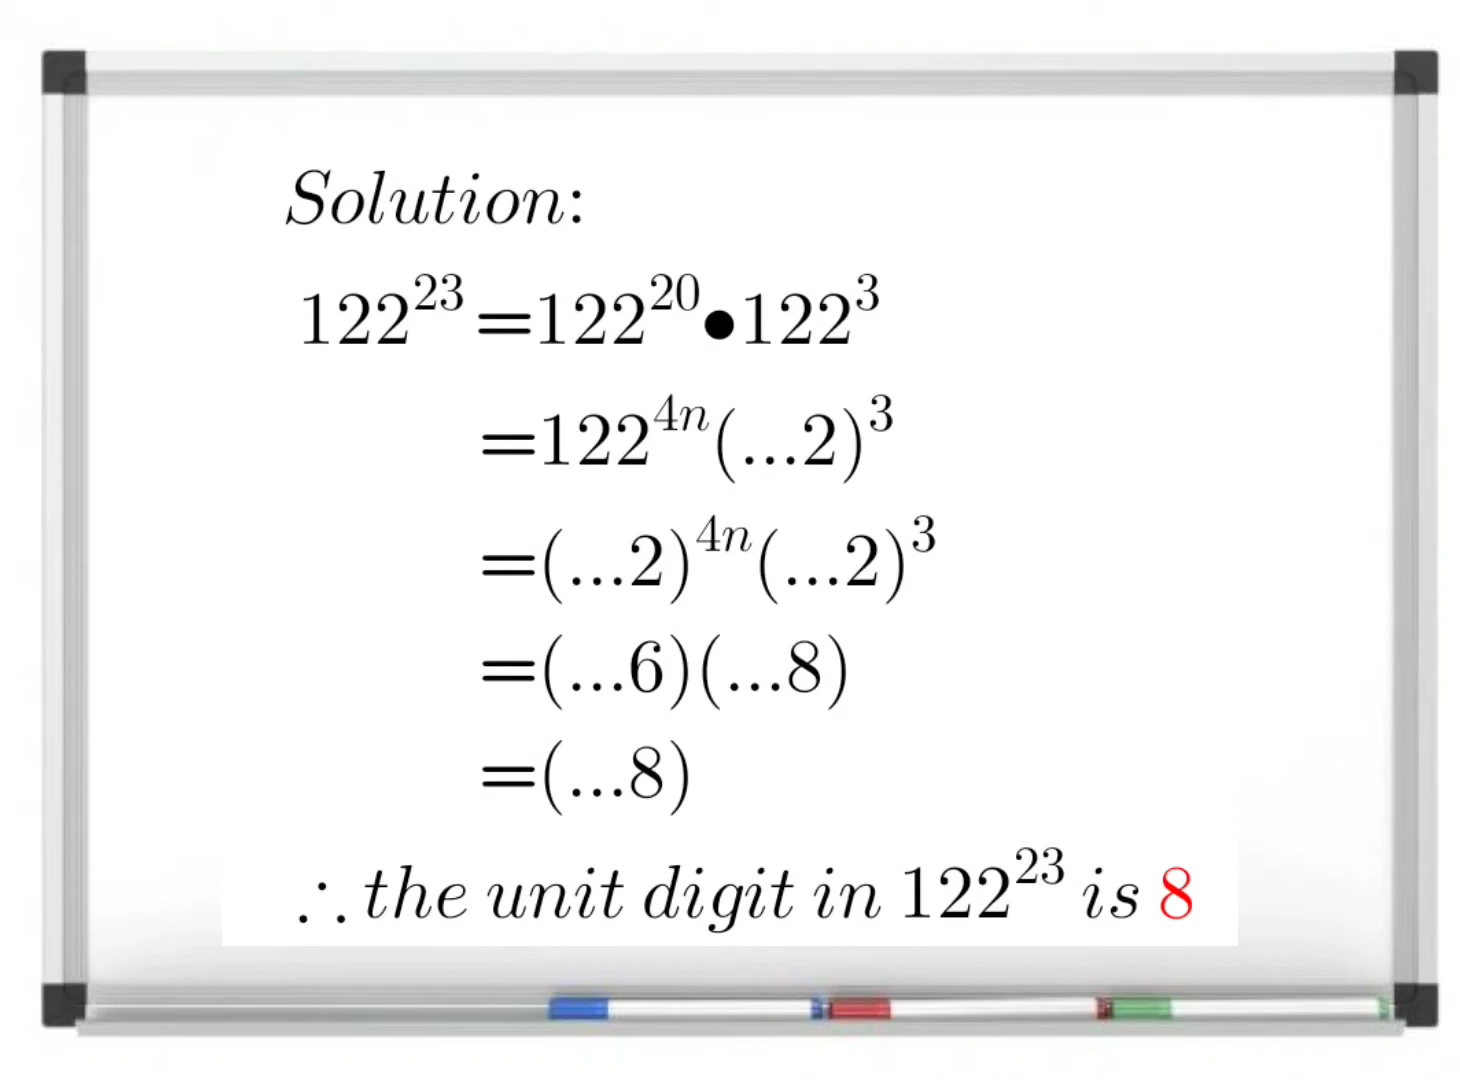 Solution:
122^23 =122^20•122^3
=122^4n(...2)^3
=(...2)^4n(...2)^3
=(...6)(...8)
=(...8)
∴ the unit digit in 122^23 is 8